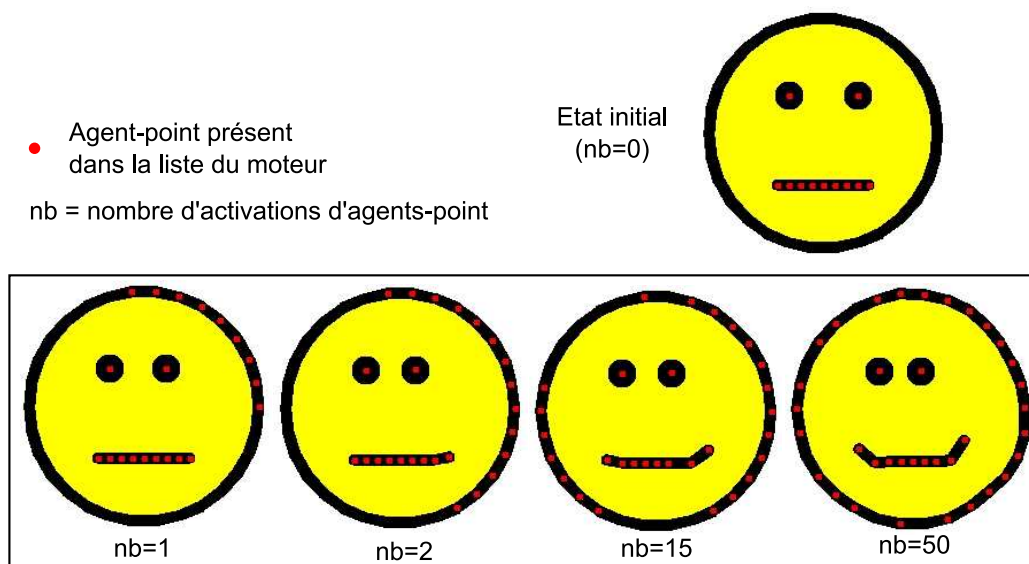 Agent-point présent
dans la liste du moteur
nb = nombre d'activations d'agents-point
Etat initial
(nb=0)
nb=1
nb=2
nb=15
nb=50